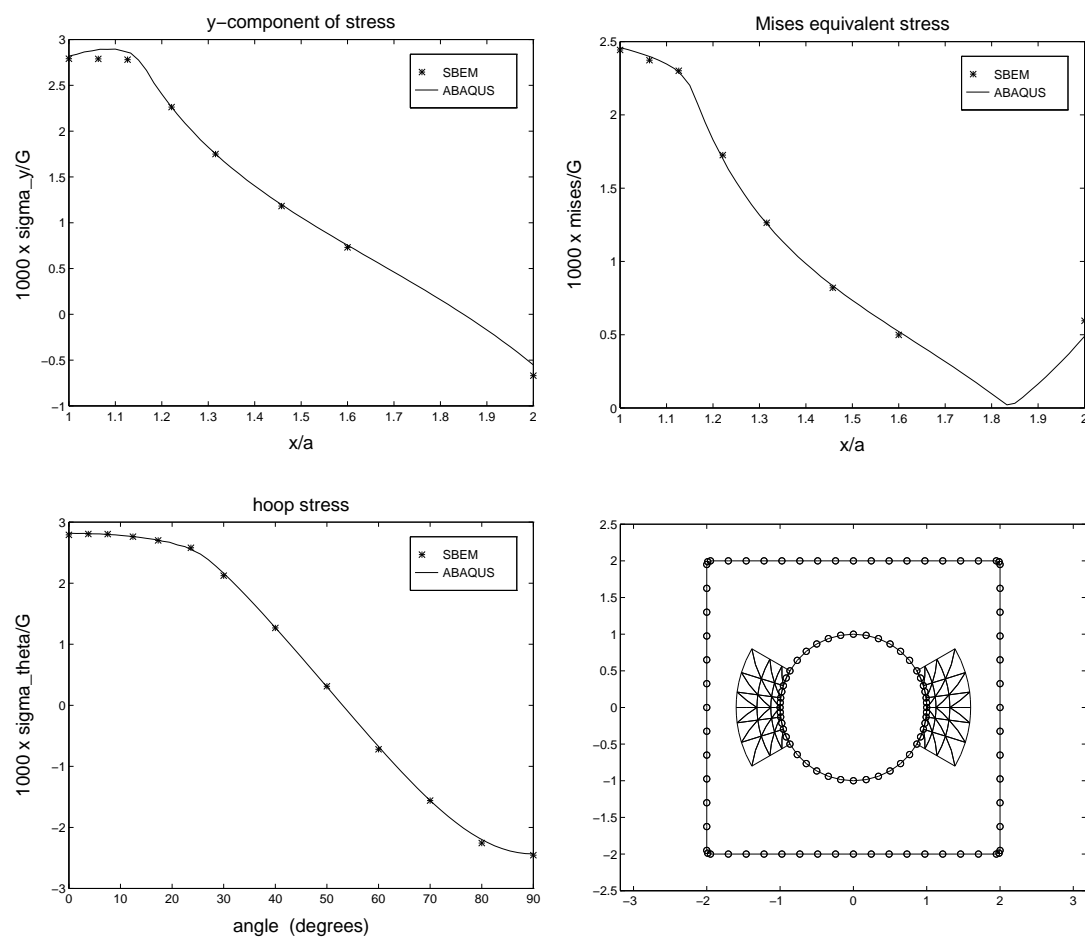 y−component of stress
3
2.5
2
1.5
1
0.5
0
−0.5
−1
1000 x sigma_y/G
SBEM
ABAQUS
1 1.1 1.2 1.3 1.4 1.5 1.6 1.7 1.8 1.9 2
x/a
Mises equivalent stress
2.5
2
1.5
1
0.5
0
1000 x mises/G
SBEM
ABAQUS
1 1.1 1.2 1.3 1.4 1.5 1.6 1.7 1.8 1.9 2
x/a
hoop stress
3
2
1
0
−1
−2
−3
1000 x sigma_theta/G
SBEM
ABAQUS
0 10 20 30 40 50 60 70 80 90
angle (degrees)
2.5
2
1.5
1
0.5
0
−0.5
−1
−1.5
−2
−2.5
−3 −2 −1 0 1 2 3